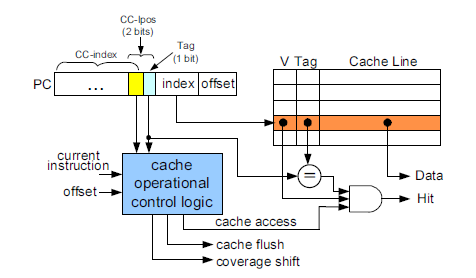 CC-Ipos
(2 bits)
Tag
(1 bit)
CC-index
V Tag Cache Line
PC ... index offset
current
instruction
offset
cache
operational
control logic
=
Data
Hit
cache access
cache flush
coverage shift